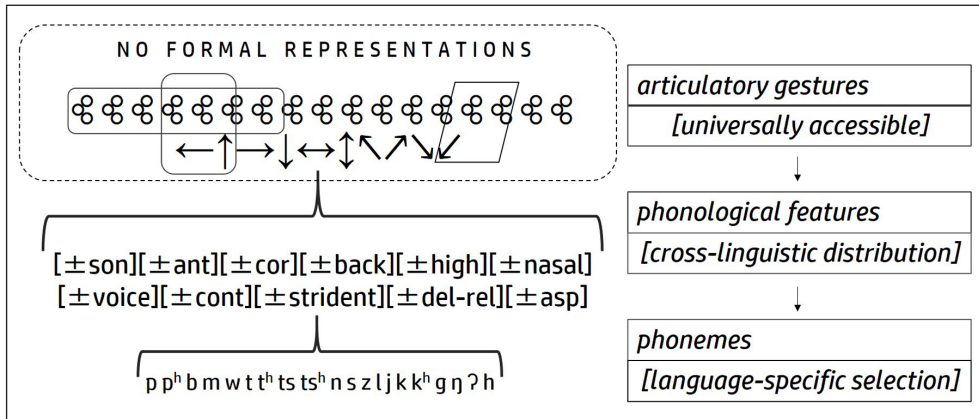 NO FORMAL REPRESENTATIONS
[±son][±ant][±cor][±back][±high][±nasal]
[±voice][±cont][±strident][±del-rel][±asp]
p pʰ b m w t tʰ ts tsʰ n s z l j k kʰ g ŋ ʔ h
articulatory gestures
[universally accessible]
phonological features
[cross-linguistic distribution]
phonemes
[language-specific selection]